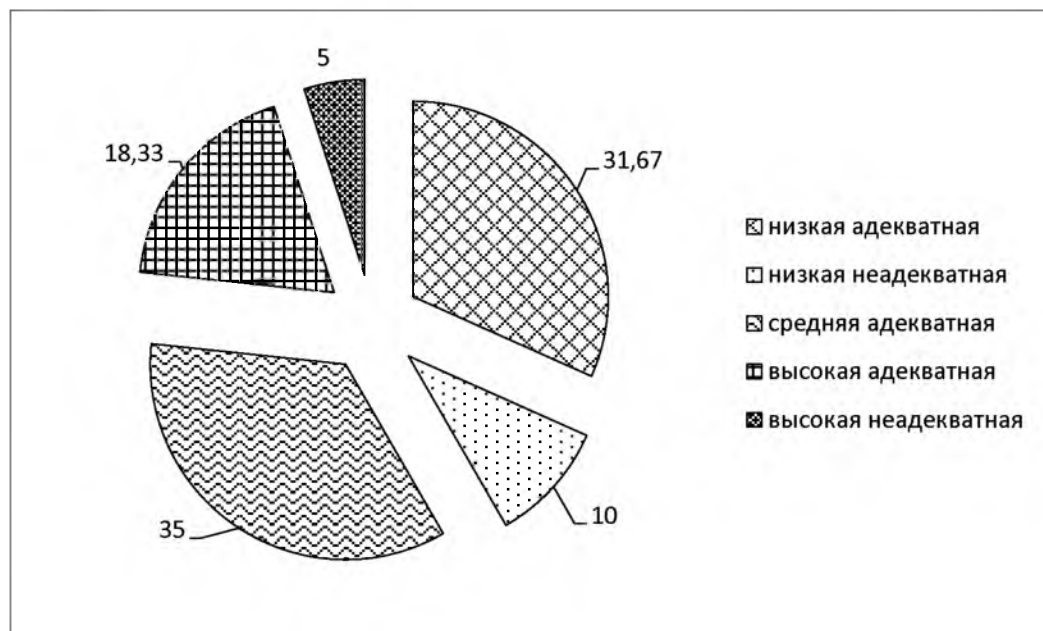 5
18,33
31,67
35
10
низкая адекватная
низкая неадекватная
средняя адекватная
высокая адекватная
высокая неадекватная